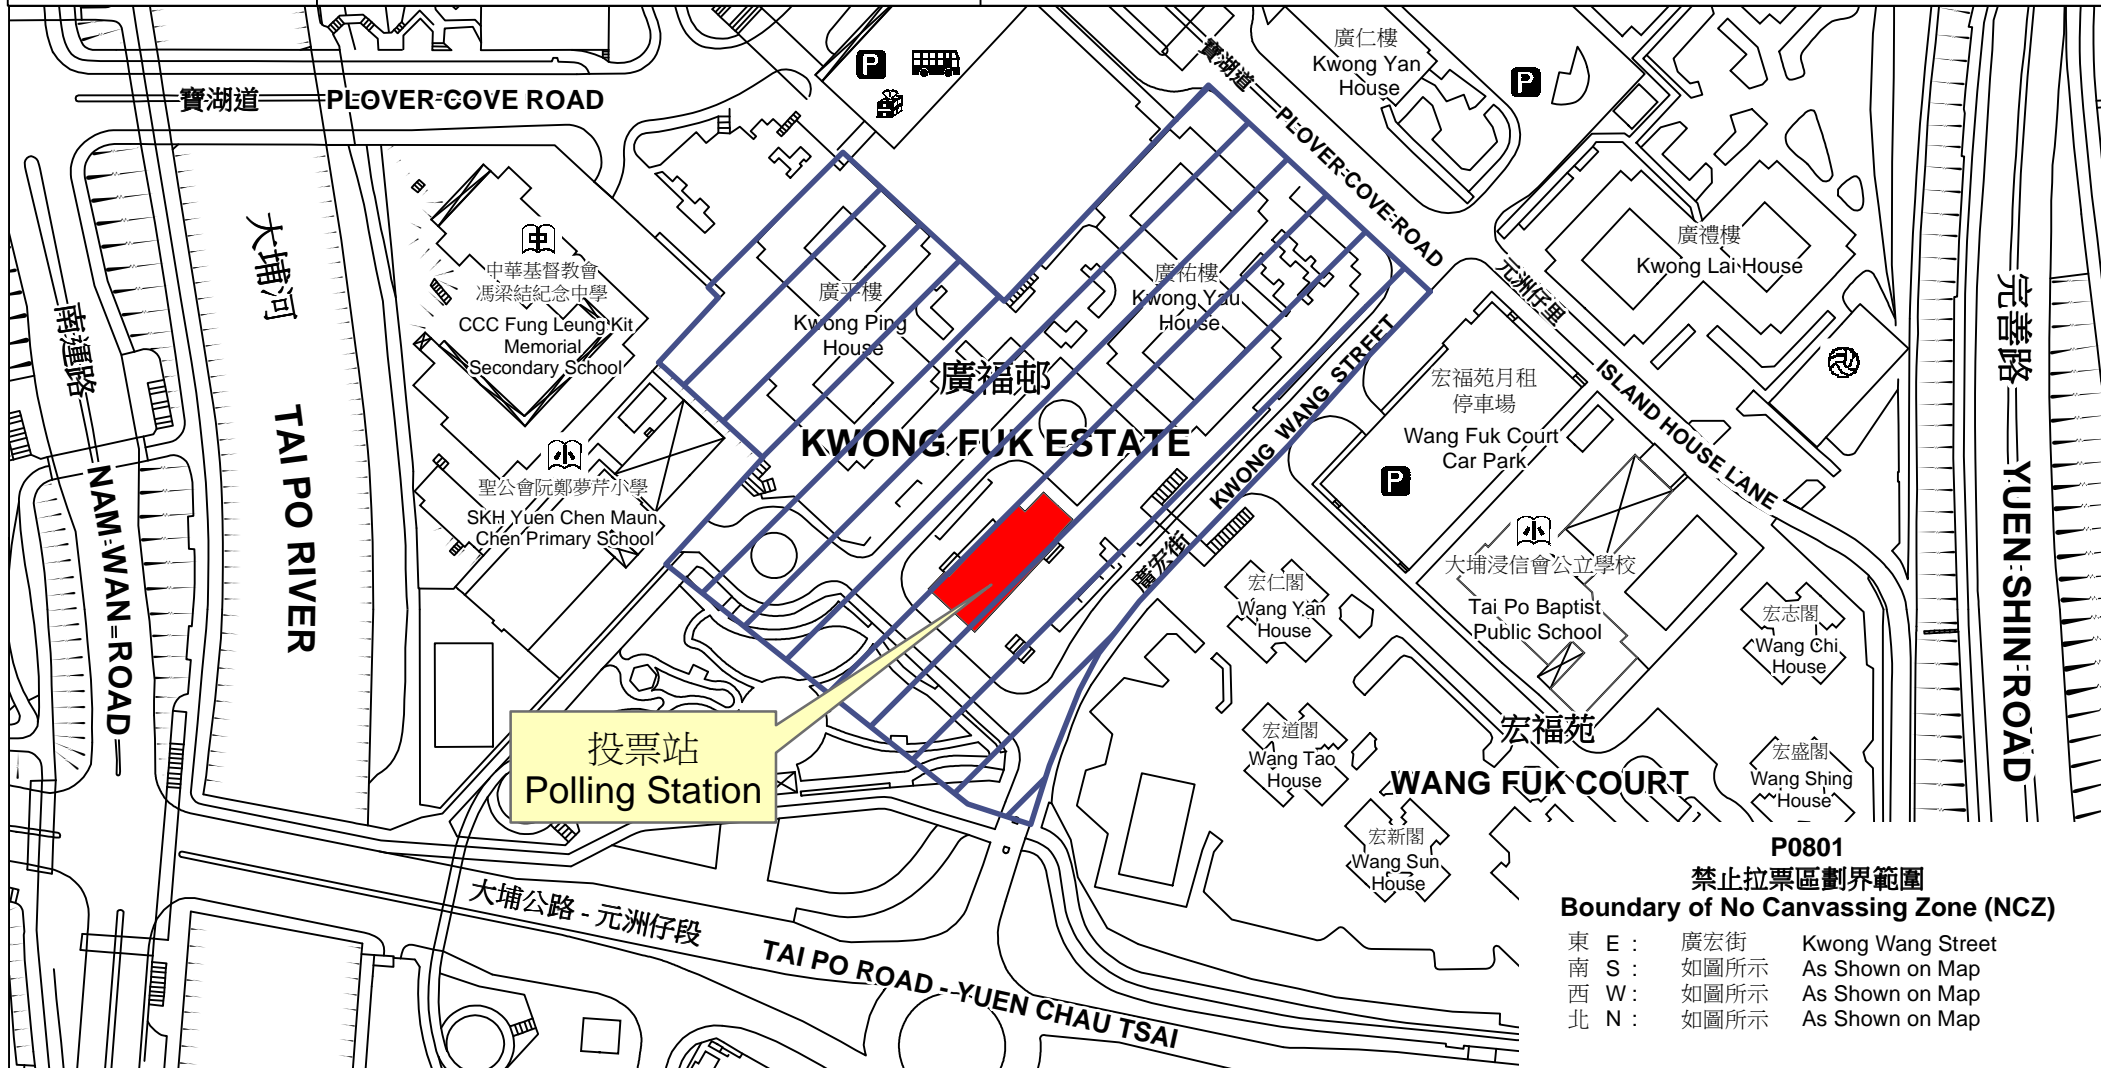 寶湖道
PLOVER COVE ROAD
P
寶湖道
PLOVER COVE ROAD
廣仁樓
Kwong Yan
House
P
大埔河
TAI PO RIVER
南運路
NAM WAN ROAD
中
中華基督教會
馮梁結紀念中學
CCC Fung Leung Kit
Memorial
Secondary School
小
聖公會阮鄭夢芹小學
SKH Yuen Chen Maun
Chen Primary School
廣平樓
Kwong Ping
House
廣祐樓
Kwong Yau
House
廣福邨
KWONG FUK ESTATE
KWONG WANG STREET
廣宏街
廣禮樓
Kwong Lai House
元洲仔里
ISLAND HOUSE LANE
完善路
YUEN SHIN ROAD
宏福苑月租
停車場
Wang Fuk Court
Car Park
P
小
大埔浸信會公立學校
Tai Po Baptist
Public School
宏仁閣
Wang Yan
House
宏志閣
Wang Chi
House
宏道閣
Wang Tao
House
宏福苑
WANG FUK COURT
宏盛閣
Wang Shing
House
宏新閣
Wang Sun
House
投票站
Polling Station
大埔公路 - 元洲仔段
TAI PO ROAD - YUEN CHAU TSAI
P0801
禁止拉票區劃界範圍
Boundary of No Canvassing Zone (NCZ)
東 E : 廣宏街 Kwong Wang Street
南 S : 如圖所示 As Shown on Map
西 W : 如圖所示 As Shown on Map
北 N : 如圖所示 As Shown on Map